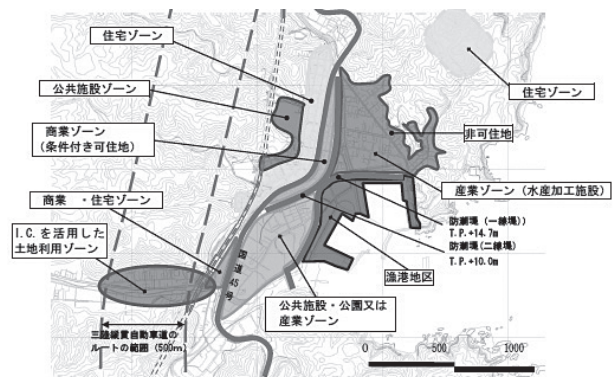 住宅ゾーン
公共施設ゾーン
商業ゾーン
(条件付き可住地)
商業 ・住宅ゾーン
I.C.を活用した
土地利用ゾーン
三陸縦貫自動車道の
ルートの範囲(500m)
国道45号
公共施設・公園又は
産業ゾーン
漁港地区
防潮堤(一線堤))
T.P.+14.7m
防潮堤(二線堤)
T.P.+10.0m
産業ゾーン(水産加工施設)
非可住地
住宅ゾーン
0 500 1000